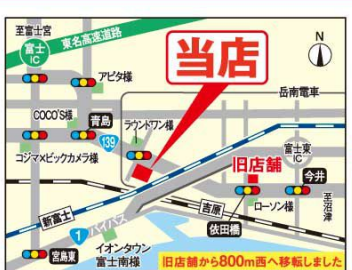 至富士宮
富士
IC
東名高速道路
当店
N
アピタ様
岳南電車
COCO'S様
青島
ラウンドワン様
139
コジマ×ビックカメラ様
富士東
IC
旧店舗
今井
至沼津
ローソン様
新富士
吉原
依田橋
1
バイパス
宮島東
イオンタウン
富士南様
旧店舗から800m西へ移転しました